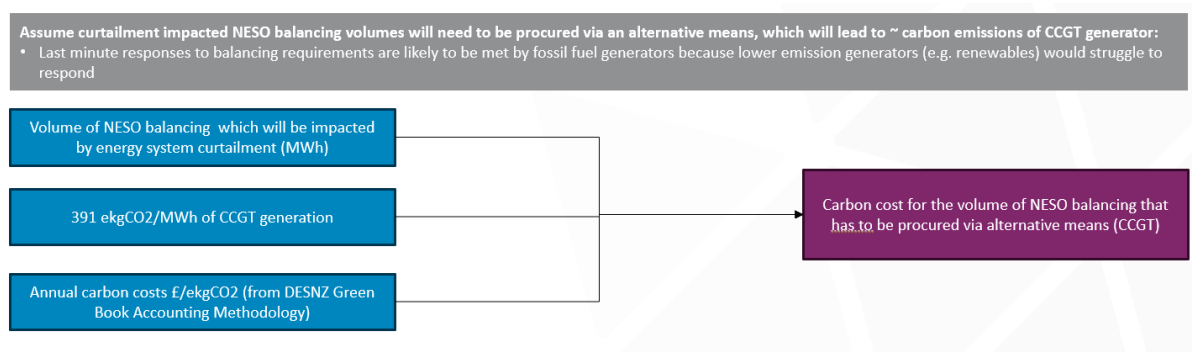 Assume curtailment impacted NESO balancing volumes will need to be procured via an alternative means, which will lead to ~ carbon emissions of CCGT generator:
• Last minute responses to balancing requirements are likely to be met by fossil fuel generators because lower emission generators (e.g. renewables) would struggle to
respond
Volume of NESO balancing which will be impacted
by energy system curtailment (MWh)
391 ekgCO2/MWh of CCGT generation
Annual carbon costs £/ekgCO2 (from DESNZ Green
Book Accounting Methodology)
Carbon cost for the volume of NESO balancing that
has to be procured via alternative means (CCGT)